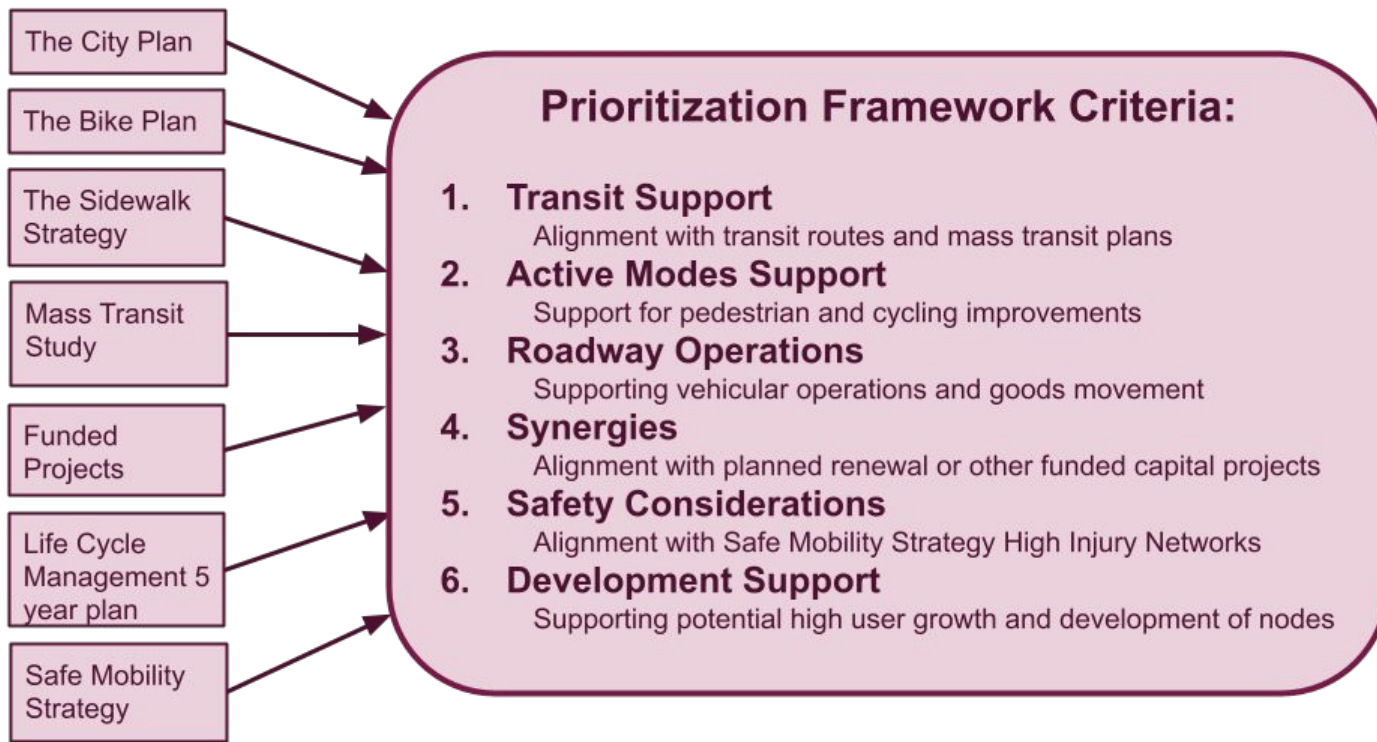 The City Plan
The Bike Plan
The Sidewalk
Strategy
Mass Transit
Study
Funded
Projects
Life Cycle
Management 5
year plan
Safe Mobility
Strategy
Prioritization Framework Criteria:
1. Transit Support
Alignment with transit routes and mass transit plans
2. Active Modes Support
Support for pedestrian and cycling improvements
3. Roadway Operations
Supporting vehicular operations and goods movement
4. Synergies
Alignment with planned renewal or other funded capital projects
5. Safety Considerations
Alignment with Safe Mobility Strategy High Injury Networks
6. Development Support
Supporting potential high user growth and development of nodes